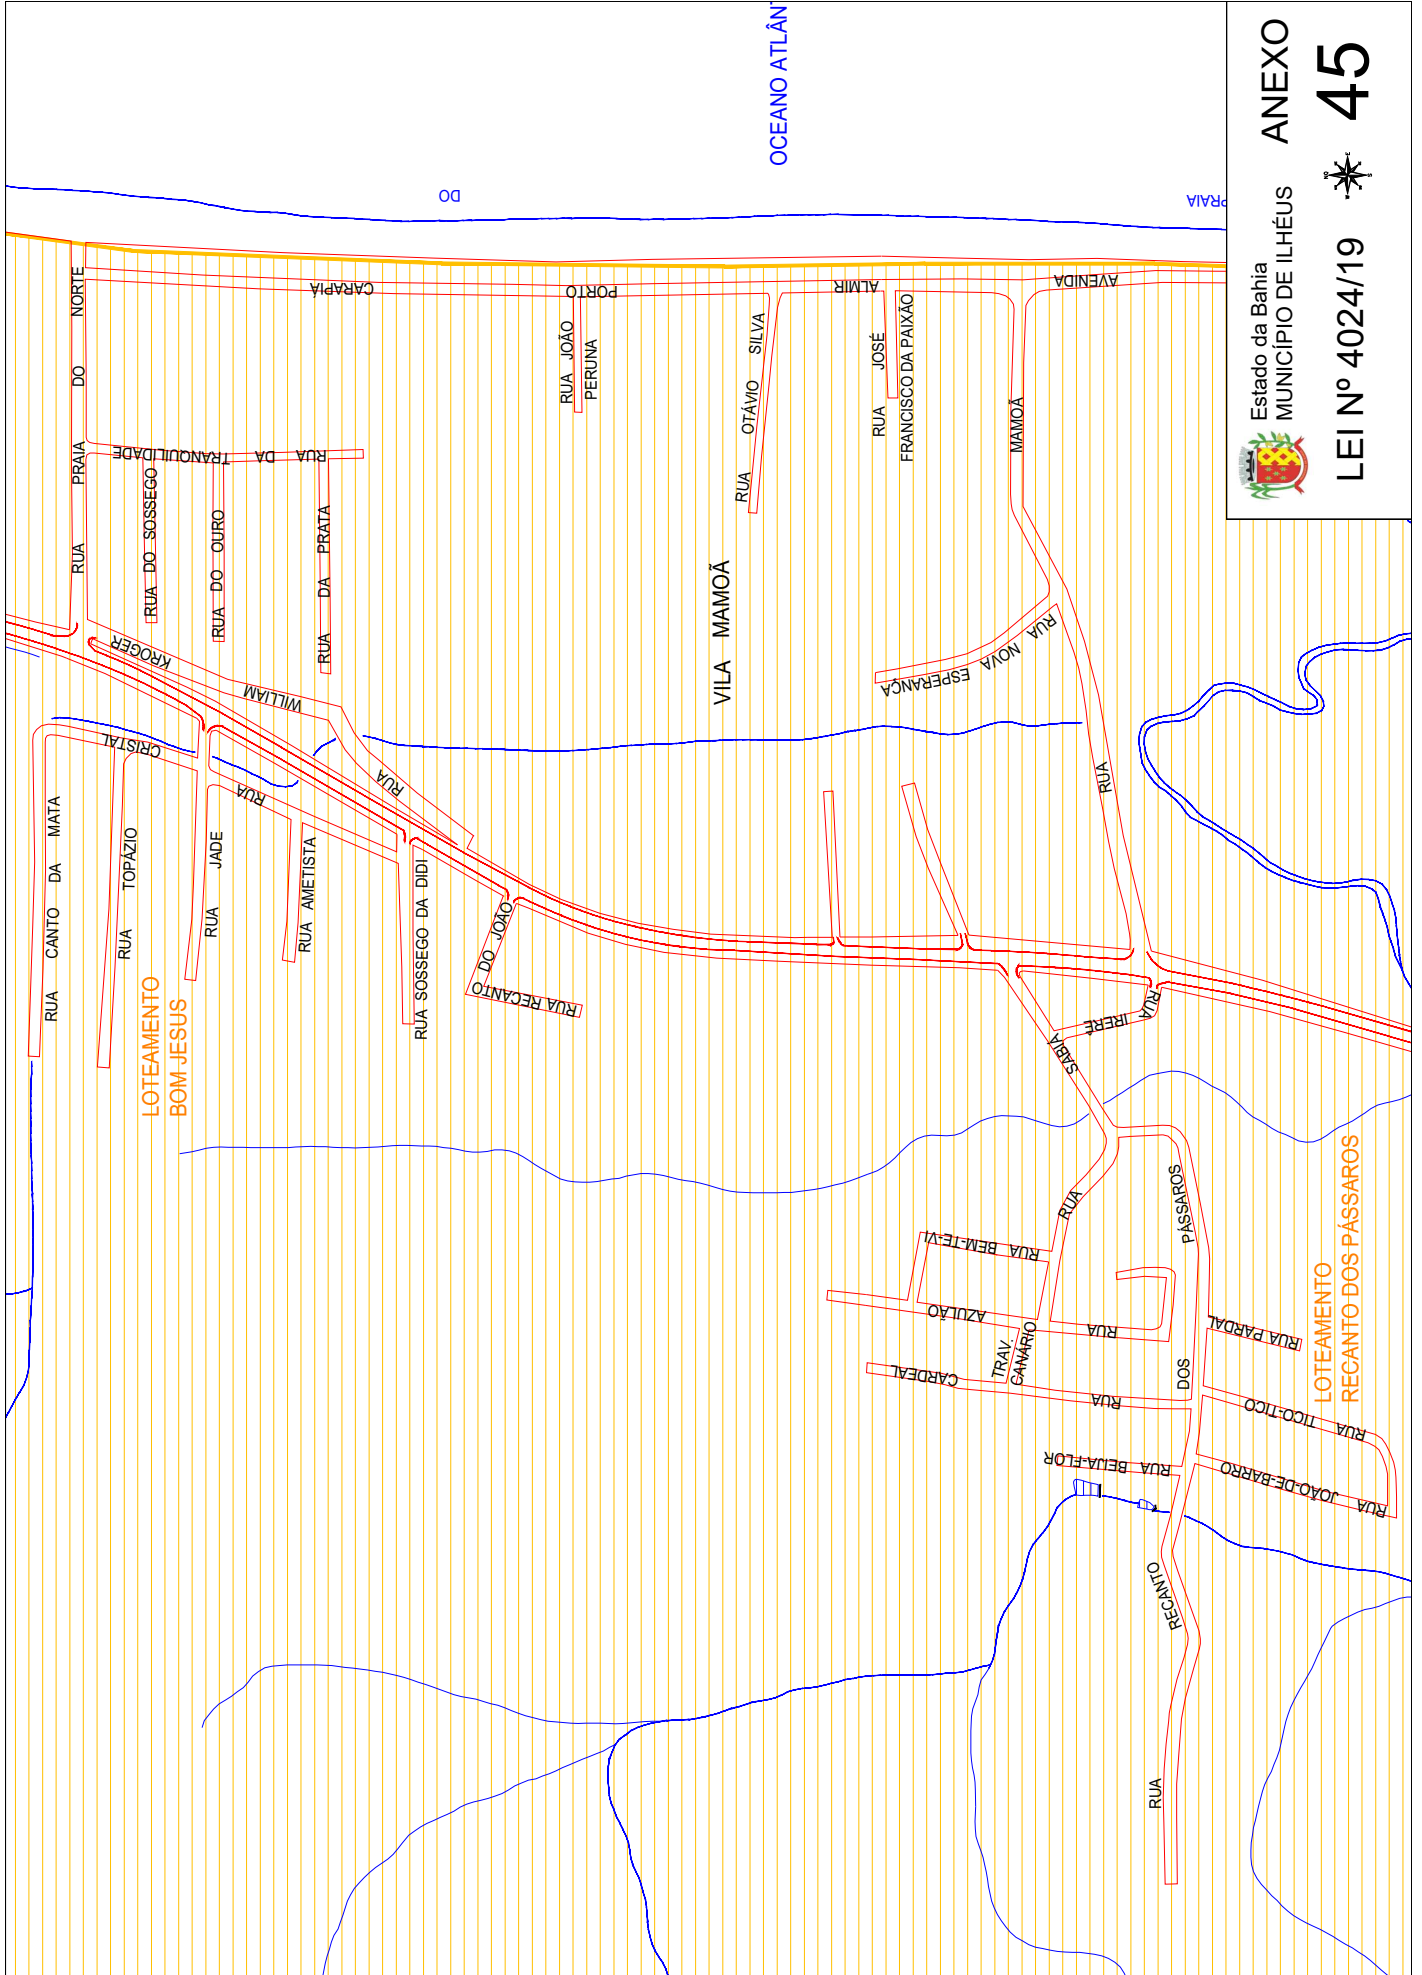 OCEANO ATLÂN
DO
PRAIA
Estado da Bahia
MUNICÍPIO DE ILHÉUS
ANEXO
LEI Nº 4024/19
45
RUA PRAIA DO NORTE
AVENIDA ALMIR PORTO CARAPIÁ
RUA DA TRANQUILIDADE
RUA DO SOSSEGO
RUA DO OURO
RUA DA PRATA
RUA JOÃO
PERUNA
RUA OTÁVIO SILVA
RUA JOSÉ
FRANCISCO DA PAIXÃO
RUA MAMOÃ
RUA NOVA ESPERANÇA
VILA MAMOÃ
RUA WILLIAM KROGER
RUA CRISTAL
RUA CANTO DA MATA
RUA TOPÁZIO
RUA JADE
RUA AMETISTA
RUA SOSSEGO DA DIDI
RUA RECANTO DO JOÃO
LOTEAMENTO
BOM JESUS
RUA IRERÊ
RUA SABIÁ
RUA BEM-TE-VI
RUA AZULÃO
TRAV.
CANÁRIO
RUA CARDEAL
RUA BEIJA-FLOR
RUA RECANTO DOS PÁSSAROS
RUA PARDAL
RUA TICO-TICO
RUA JOÃO-DE-BARRO
LOTEAMENTO
RECANTO DOS PÁSSAROS